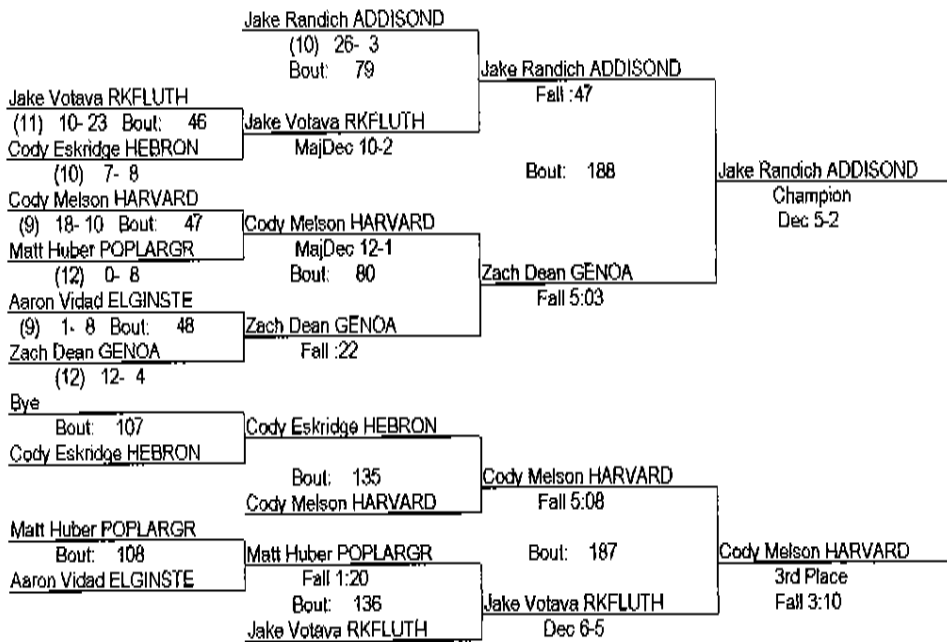 Jake Randich ADDISOND
(10) 26- 3
Bout: 79
Jake Randich ADDISOND
Fall :47
Jake Votava RKFLUTH
(11) 10-23 Bout: 46
Jake Votava RKFLUTH
MajDec 10-2
Cody Eskridge HEBRON
(10) 7- 8
Bout: 188
Jake Randich ADDISOND
Champion
Dec 5-2
Cody Melson HARVARD
(9) 18- 10 Bout: 47
Cody Melson HARVARD
MajDec 12-1
Bout: 80
Matt Huber POPLARGR
(12) 0- 8
Zach Dean GENOA
Fall 5:03
Aaron Vidad ELGINSTE
(9) 1- 8 Bout: 48
Zach Dean GENOA
Fall :22
Zach Dean GENOA
(12) 12- 4
Bye
Bout: 107
Cody Eskridge HEBRON
Cody Eskridge HEBRON
Bout: 135
Cody Melson HARVARD
Fall 5:08
Cody Melson HARVARD
Matt Huber POPLARGR
Bout: 108
Matt Huber POPLARGR
Fall 1:20
Bout: 136
Aaron Vidad ELGINSTE
Bout: 187
Cody Melson HARVARD
3rd Place
Fall 3:10
Jake Votava RKFLUTH
Dec 6-5
Jake Votava RKFLUTH